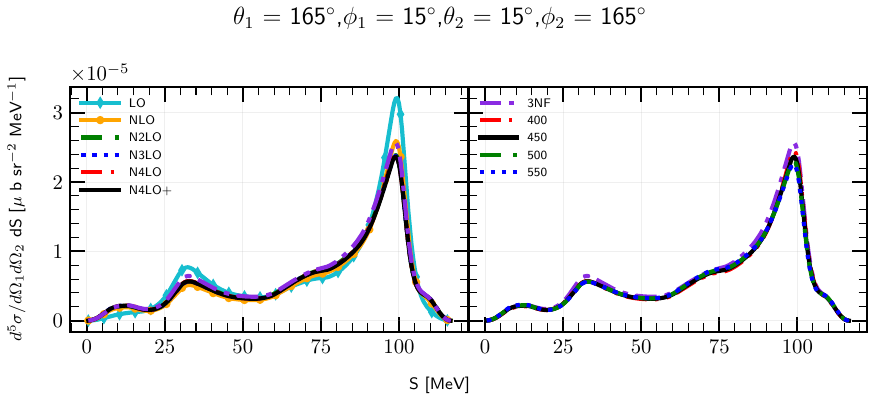 θ₁ = 165°,ϕ₁ = 15°,θ₂ = 15°,ϕ₂ = 165°
×10⁻⁵
d⁵σ/dΩ₁dΩ₂ dS [μ b sr⁻² MeV⁻¹]
3
2
1
0
LO
NLO
N2LO
N3LO
N4LO
N4LO+
3NF
400
450
500
550
0 25 50 75 100 0 25 50 75 100
S [MeV]